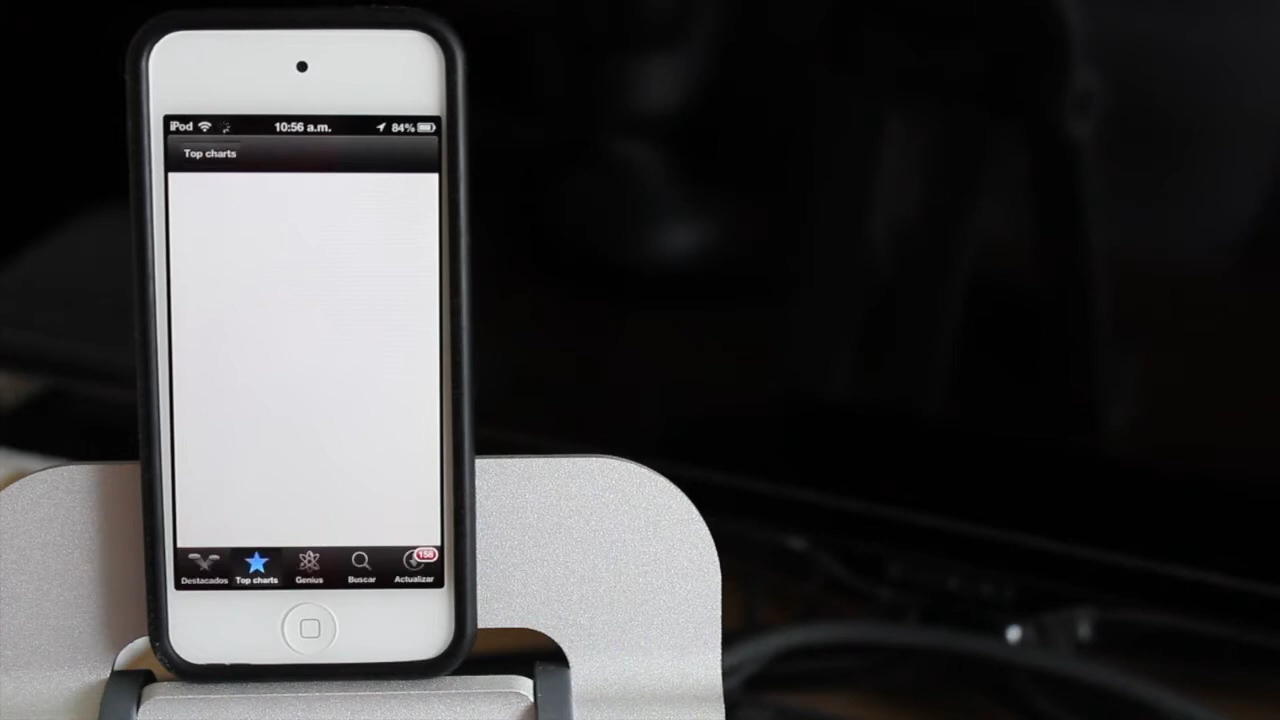 iPod 10:56 a.m. 84%
Top charts
158
Destacados Top charts Genius Buscar Actualizar